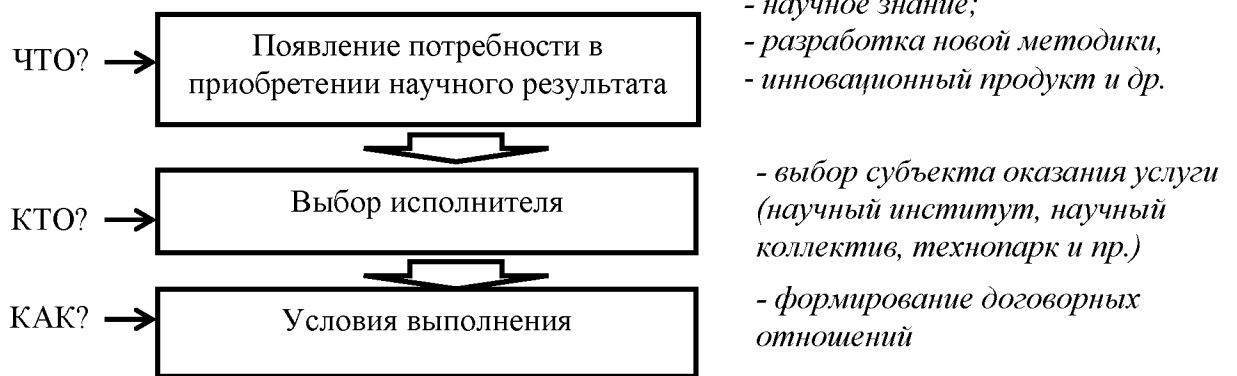 - научное знание;
ЧТО?
Появление потребности в
приобретении научного результата
- разработка новой методики,
- инновационный продукт и др.
КТО?
Выбор исполнителя
- выбор субъекта оказания услуги
(научный институт, научный
коллектив, технопарк и пр.)
КАК?
Условия выполнения
- формирование договорных
отношений